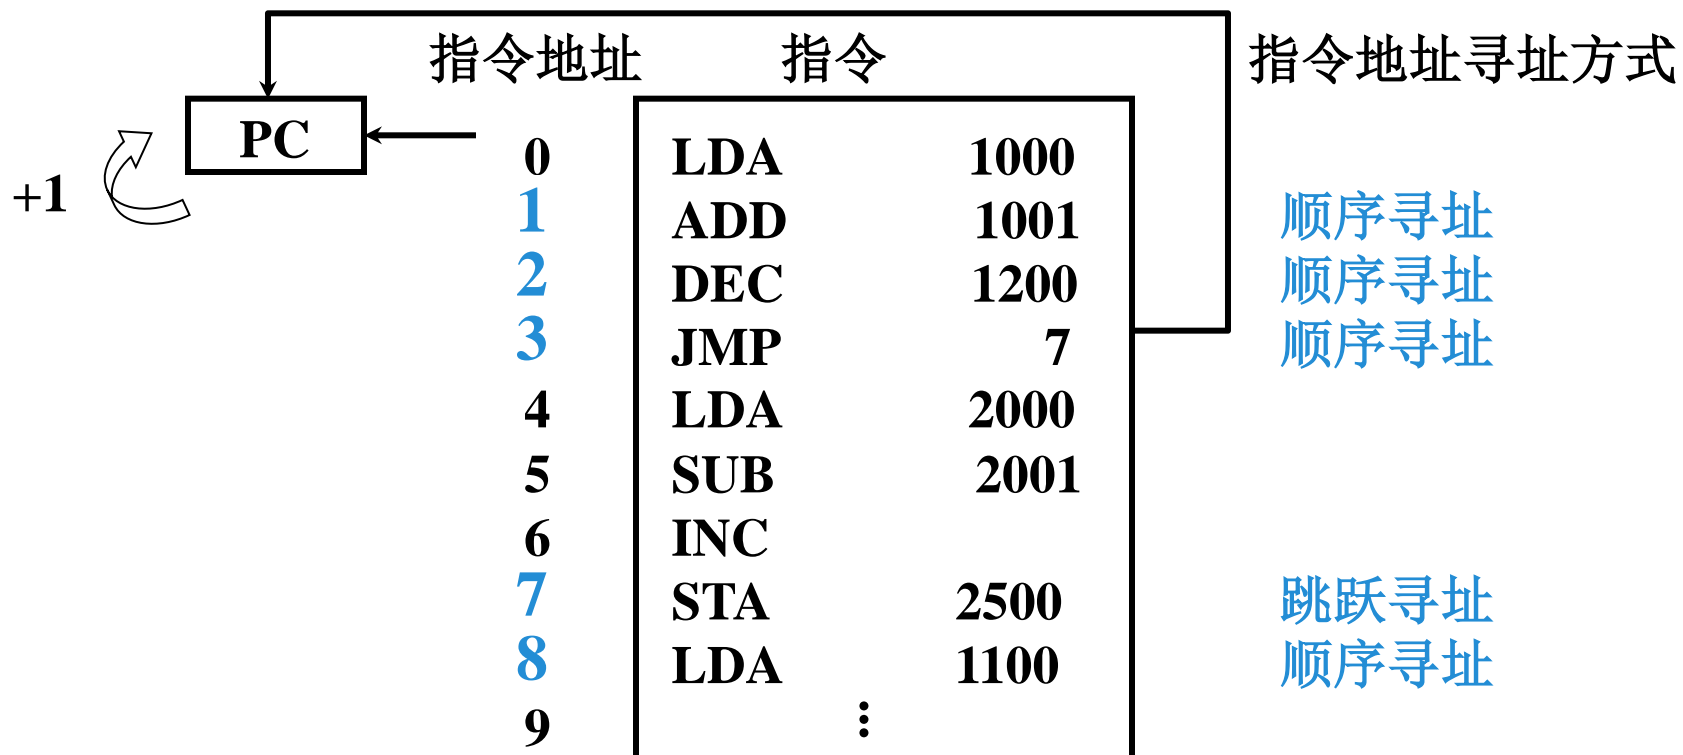 指令地址 指令 指令地址寻址方式
PC
+1
0 LDA 1000
1 ADD 1001 顺序寻址
2 DEC 1200 顺序寻址
3 JMP 7 顺序寻址
4 LDA 2000
5 SUB 2001
6 INC
7 STA 2500 跳跃寻址
8 LDA 1100 顺序寻址
9 ⋮